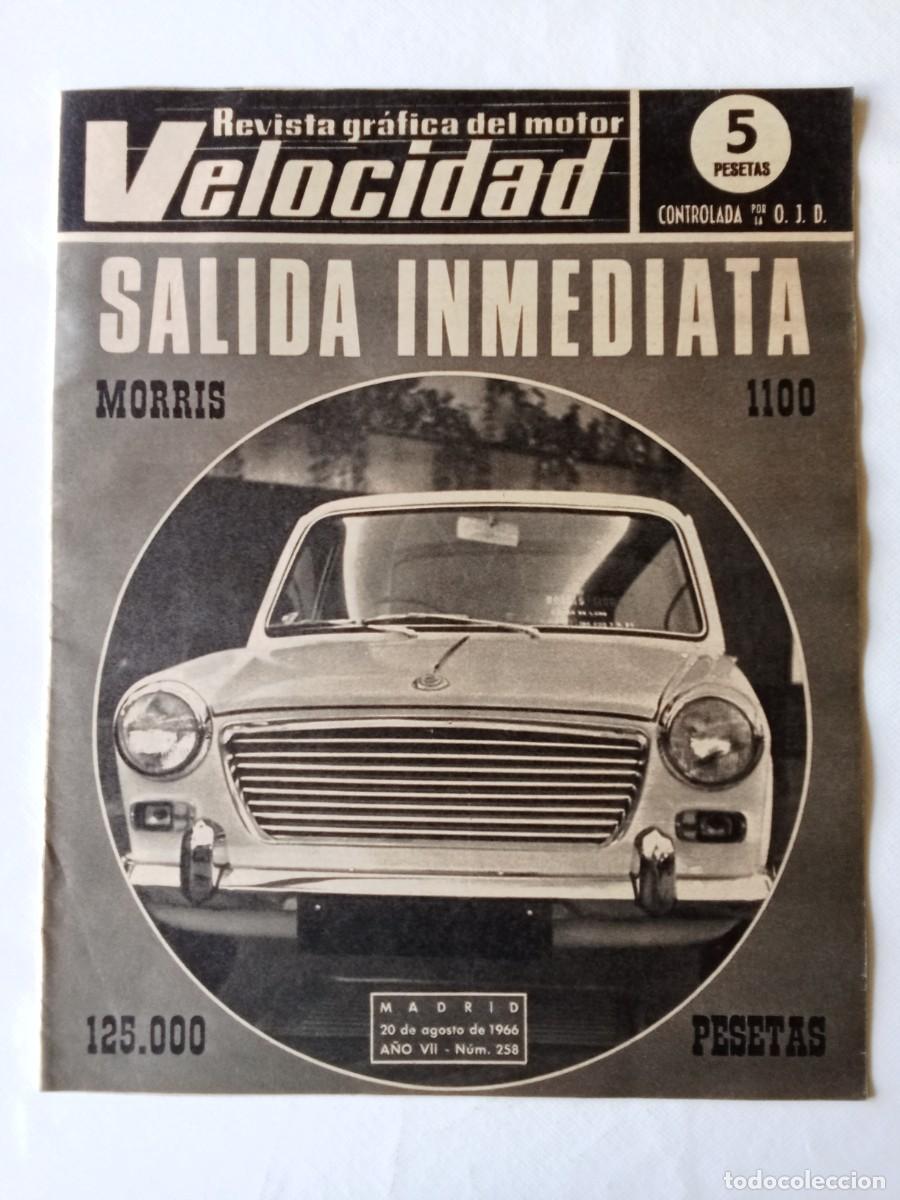 Revista gráfica del motor
Velocidad
5
PESETAS
CONTROLADA POR LA O. J. D.
SALIDA INMEDIATA
MORRIS 1100
MADRID
20 de agosto de 1966
AÑO VII - Núm. 258
125.000 PESETAS
todocoleccion